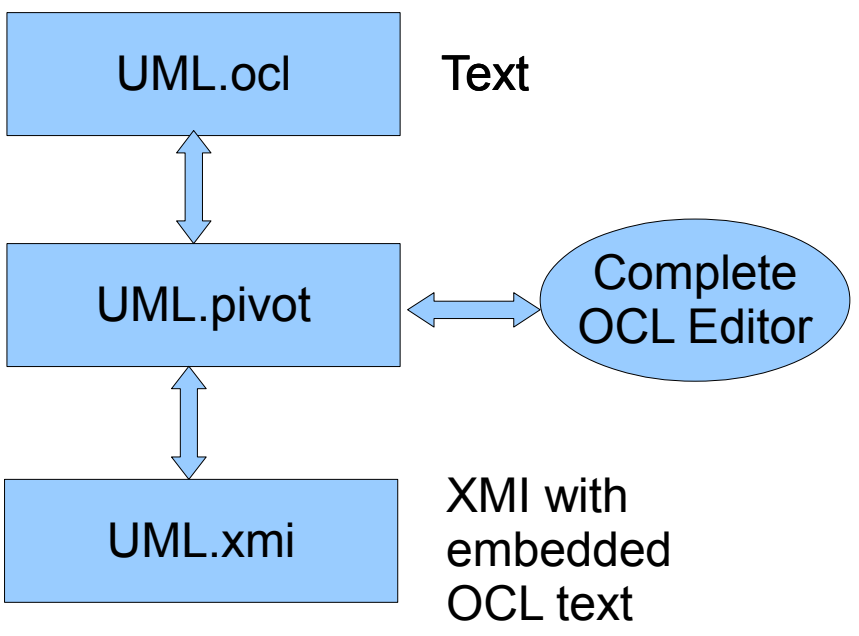 UML.ocl
Text
UML.pivot
Complete
OCL Editor
UML.xmi
XMI with
embedded
OCL text